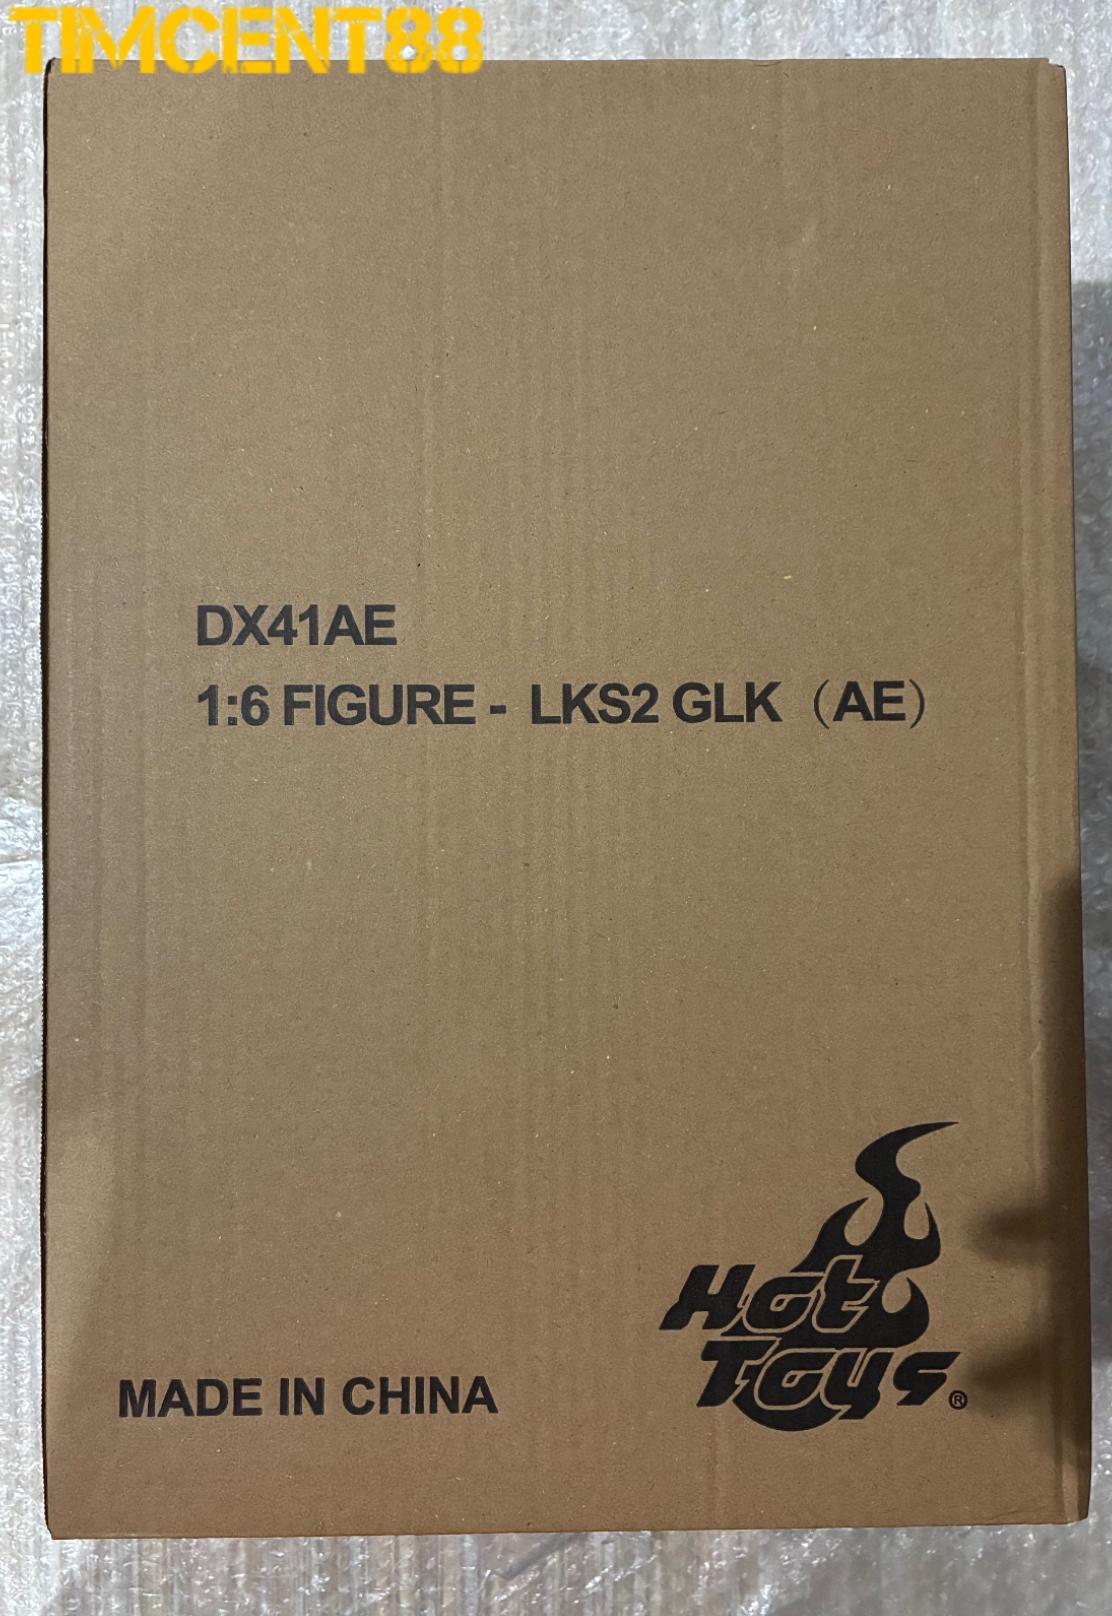 TIMCENT88
DX41AE
1:6 FIGURE - LKS2 GLK (AE)
Hot
Toys®
MADE IN CHINA